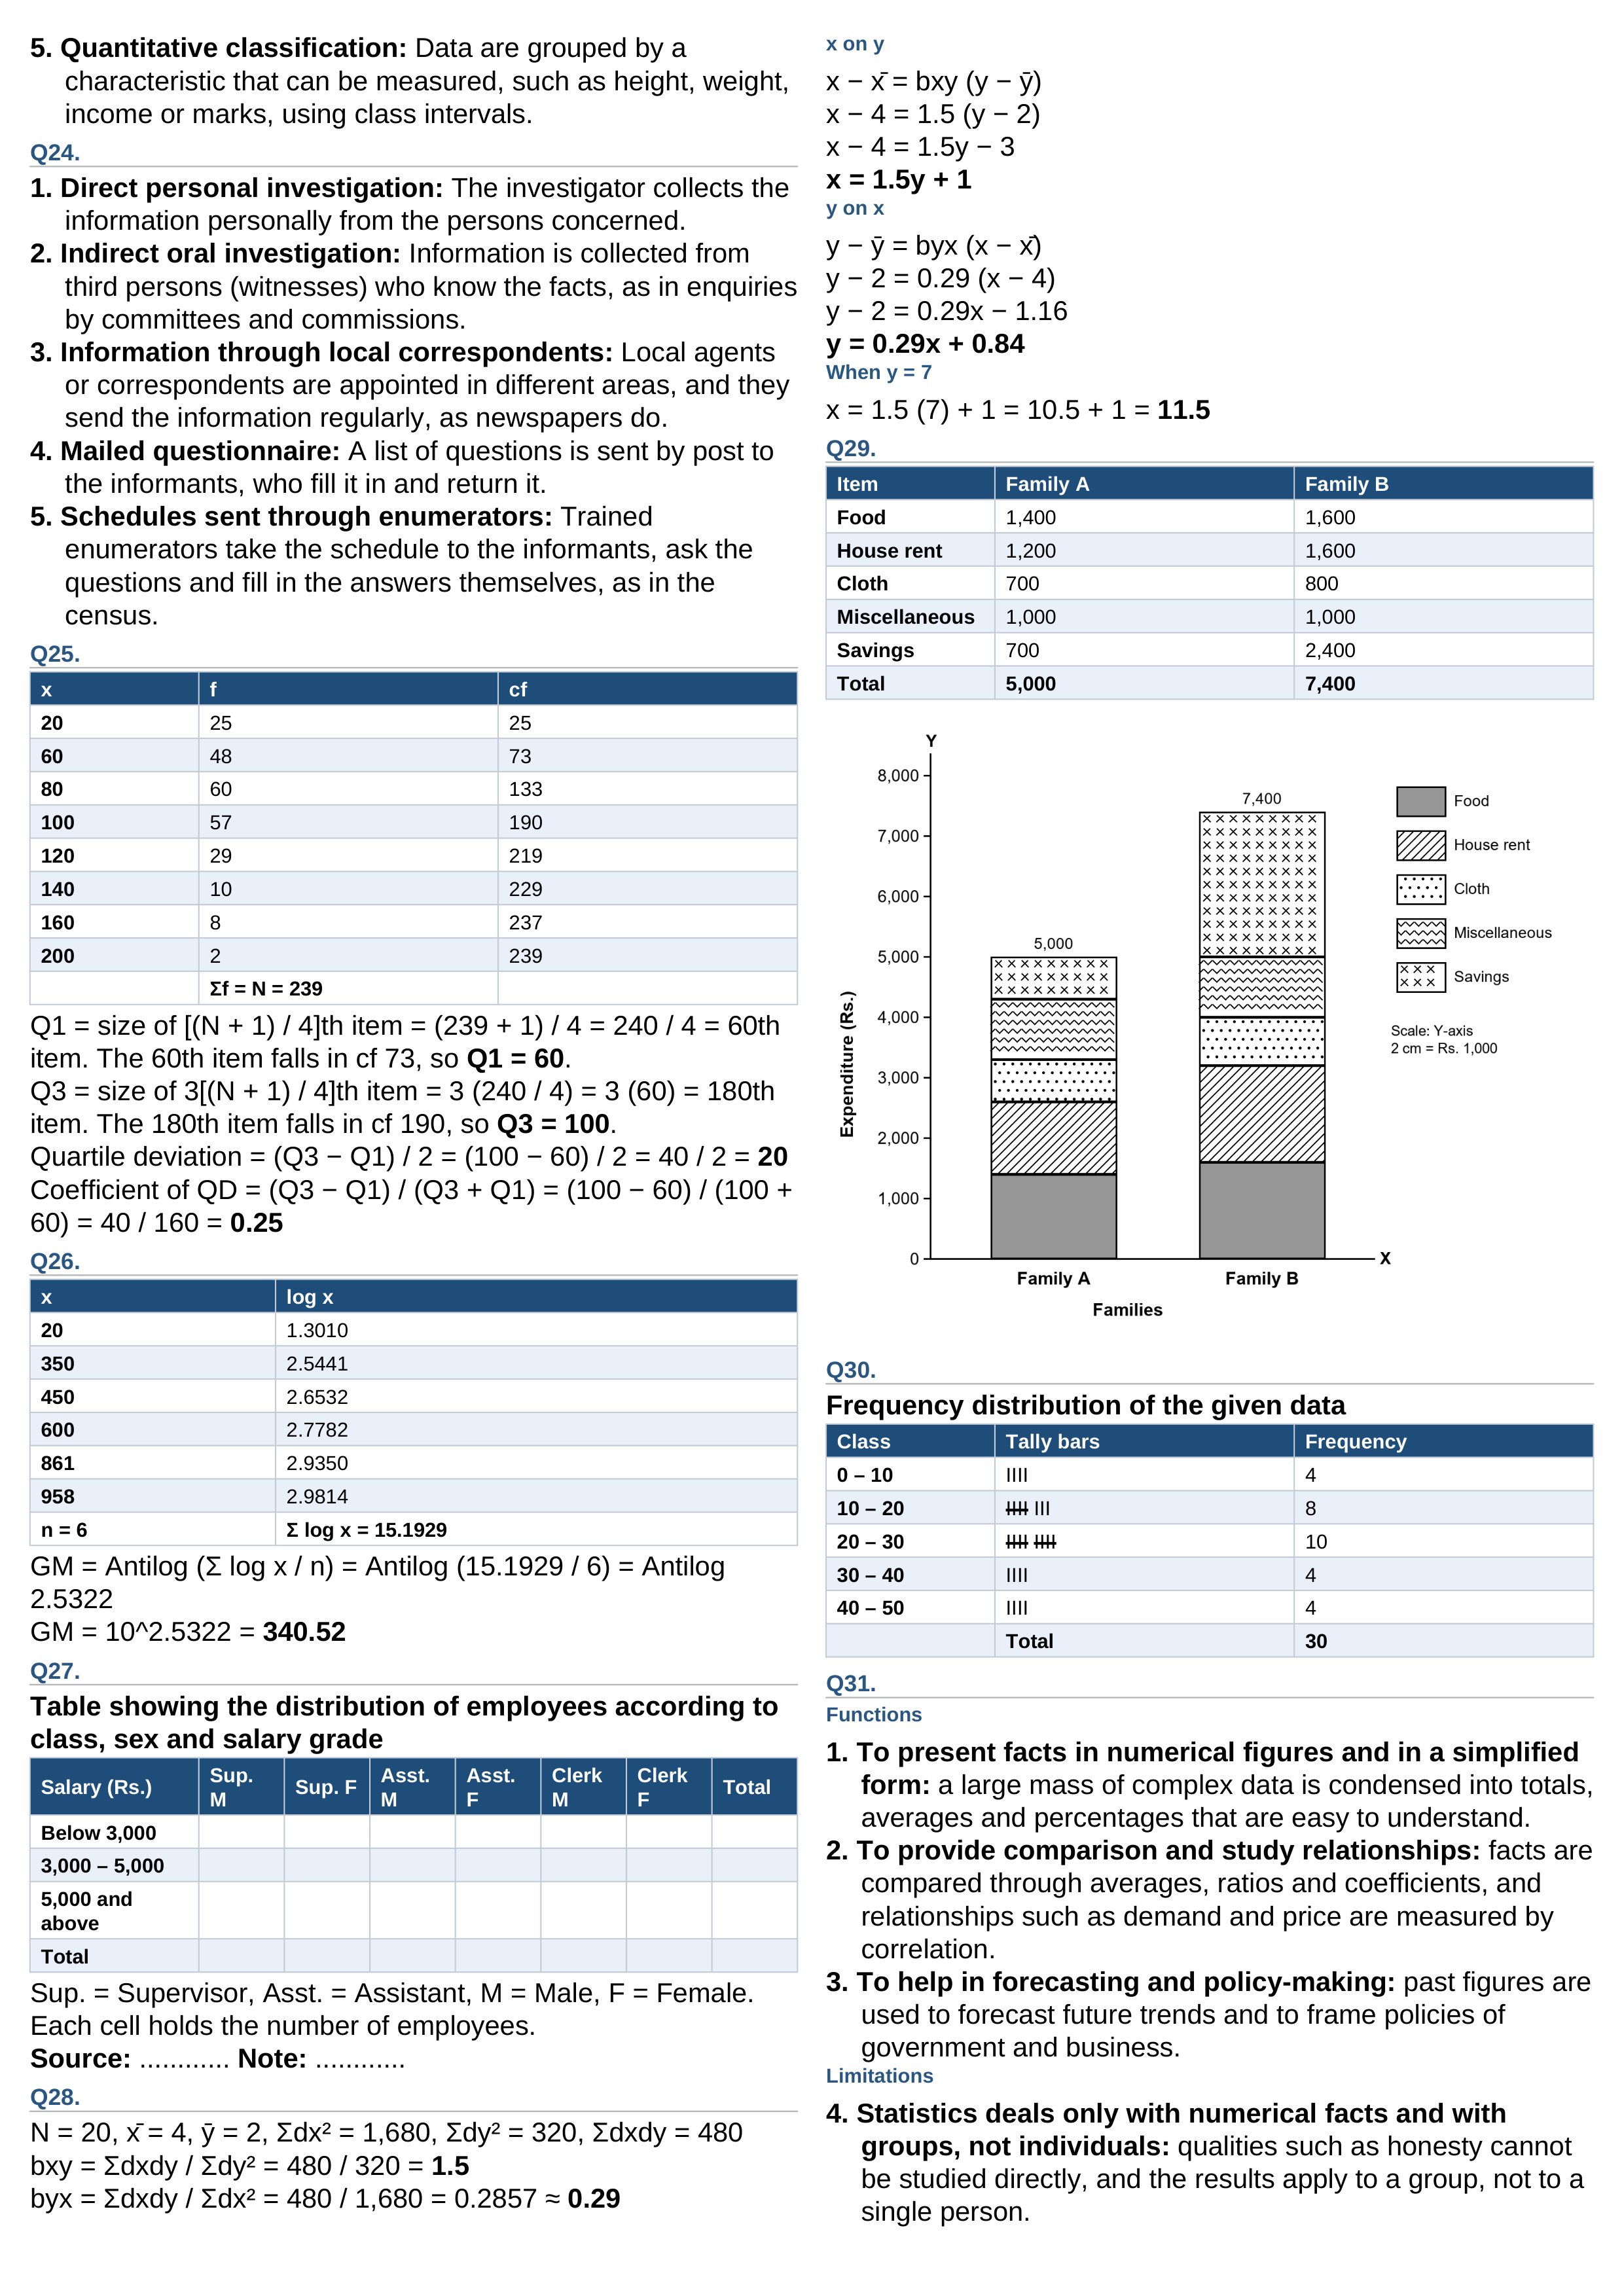 5. Quantitative classification: Data are grouped by a
characteristic that can be measured, such as height, weight,
income or marks, using class intervals.
Q24.
1. Direct personal investigation: The investigator collects the
information personally from the persons concerned.
2. Indirect oral investigation: Information is collected from
third persons (witnesses) who know the facts, as in enquiries
by committees and commissions.
3. Information through local correspondents: Local agents
or correspondents are appointed in different areas, and they
send the information regularly, as newspapers do.
4. Mailed questionnaire: A list of questions is sent by post to
the informants, who fill it in and return it.
5. Schedules sent through enumerators: Trained
enumerators take the schedule to the informants, ask the
questions and fill in the answers themselves, as in the
census.
Q25.
x f cf
20 25 25
60 48 73
80 60 133
100 57 190
120 29 219
140 10 229
160 8 237
200 2 239
Σf = N = 239
Q1 = size of [(N + 1) / 4]th item = (239 + 1) / 4 = 240 / 4 = 60th
item. The 60th item falls in cf 73, so Q1 = 60.
Q3 = size of 3[(N + 1) / 4]th item = 3 (240 / 4) = 3 (60) = 180th
item. The 180th item falls in cf 190, so Q3 = 100.
Quartile deviation = (Q3 − Q1) / 2 = (100 − 60) / 2 = 40 / 2 = 20
Coefficient of QD = (Q3 − Q1) / (Q3 + Q1) = (100 − 60) / (100 +
60) = 40 / 160 = 0.25
Q26.
x log x
20 1.3010
350 2.5441
450 2.6532
600 2.7782
861 2.9350
958 2.9814
n = 6 Σ log x = 15.1929
GM = Antilog (Σ log x / n) = Antilog (15.1929 / 6) = Antilog
2.5322
GM = 10^2.5322 = 340.52
Q27.
Table showing the distribution of employees according to
class, sex and salary grade
Salary (Rs.) Sup. M Sup. F Asst. M Asst. F Clerk M Clerk F Total
Below 3,000
3,000 – 5,000
5,000 and
above
Total
Sup. = Supervisor, Asst. = Assistant, M = Male, F = Female.
Each cell holds the number of employees.
Source: ............ Note: ............
Q28.
N = 20, x̄ = 4, ȳ = 2, Σdx² = 1,680, Σdy² = 320, Σdxdy = 480
bxy = Σdxdy / Σdy² = 480 / 320 = 1.5
byx = Σdxdy / Σdx² = 480 / 1,680 = 0.2857 ≈ 0.29
x on y
x − x̄ = bxy (y − ȳ)
x − 4 = 1.5 (y − 2)
x − 4 = 1.5y − 3
x = 1.5y + 1
y on x
y − ȳ = byx (x − x̄)
y − 2 = 0.29 (x − 4)
y − 2 = 0.29x − 1.16
y = 0.29x + 0.84
When y = 7
x = 1.5 (7) + 1 = 10.5 + 1 = 11.5
Q29.
Item Family A Family B
Food 1,400 1,600
House rent 1,200 1,600
Cloth 700 800
Miscellaneous 1,000 1,000
Savings 700 2,400
Total 5,000 7,400
Y
8,000
7,000
6,000
5,000
4,000
3,000
2,000
1,000
0
Expenditure (Rs.)
5,000
7,400
X
Family A Family B
Families
Food
House rent
Cloth
Miscellaneous
Savings
Scale: Y-axis
2 cm = Rs. 1,000
Q30.
Frequency distribution of the given data
Class Tally bars Frequency
0 – 10 IIII 4
10 – 20 I̶I̶I̶I̶ III 8
20 – 30 I̶I̶I̶I̶ I̶I̶I̶I̶ 10
30 – 40 IIII 4
40 – 50 IIII 4
Total 30
Q31.
Functions
1. To present facts in numerical figures and in a simplified
form: a large mass of complex data is condensed into totals,
averages and percentages that are easy to understand.
2. To provide comparison and study relationships: facts are
compared through averages, ratios and coefficients, and
relationships such as demand and price are measured by
correlation.
3. To help in forecasting and policy-making: past figures are
used to forecast future trends and to frame policies of
government and business.
Limitations
4. Statistics deals only with numerical facts and with
groups, not individuals: qualities such as honesty cannot
be studied directly, and the results apply to a group, not to a
single person.